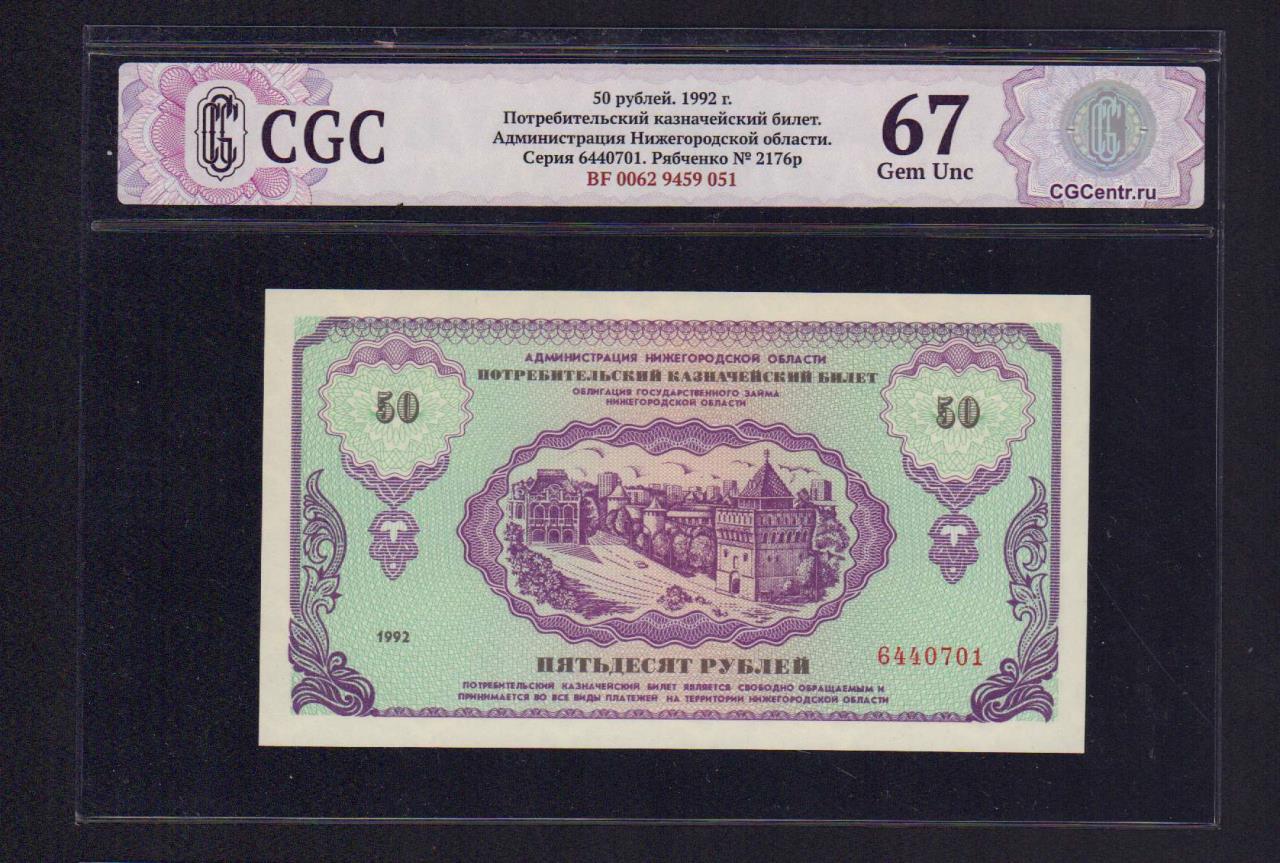 CGC
50 рублей. 1992 г.
Потребительский казначейский билет.
Администрация Нижегородской области.
Серия 6440701. Рябченко № 2176р
BF 0062 9459 051
67
Gem Unc
CGCentr.ru
АДМИНИСТРАЦИЯ НИЖЕГОРОДСКОЙ ОБЛАСТИ
ПОТРЕБИТЕЛЬСКИЙ КАЗНАЧЕЙСКИЙ БИЛЕТ
ОБЛИГАЦИЯ ГОСУДАРСТВЕННОГО ЗАЙМА
НИЖЕГОРОДСКОЙ ОБЛАСТИ
50
50
1992
ПЯТЬДЕСЯТ РУБЛЕЙ
6440701
ПОТРЕБИТЕЛЬСКИЙ КАЗНАЧЕЙСКИЙ БИЛЕТ ЯВЛЯЕТСЯ СВОБОДНО ОБРАЩАЕМЫМ И
ПРИНИМАЕТСЯ ВО ВСЕ ВИДЫ ПЛАТЕЖЕЙ НА ТЕРРИТОРИИ НИЖЕГОРОДСКОЙ ОБЛАСТИ